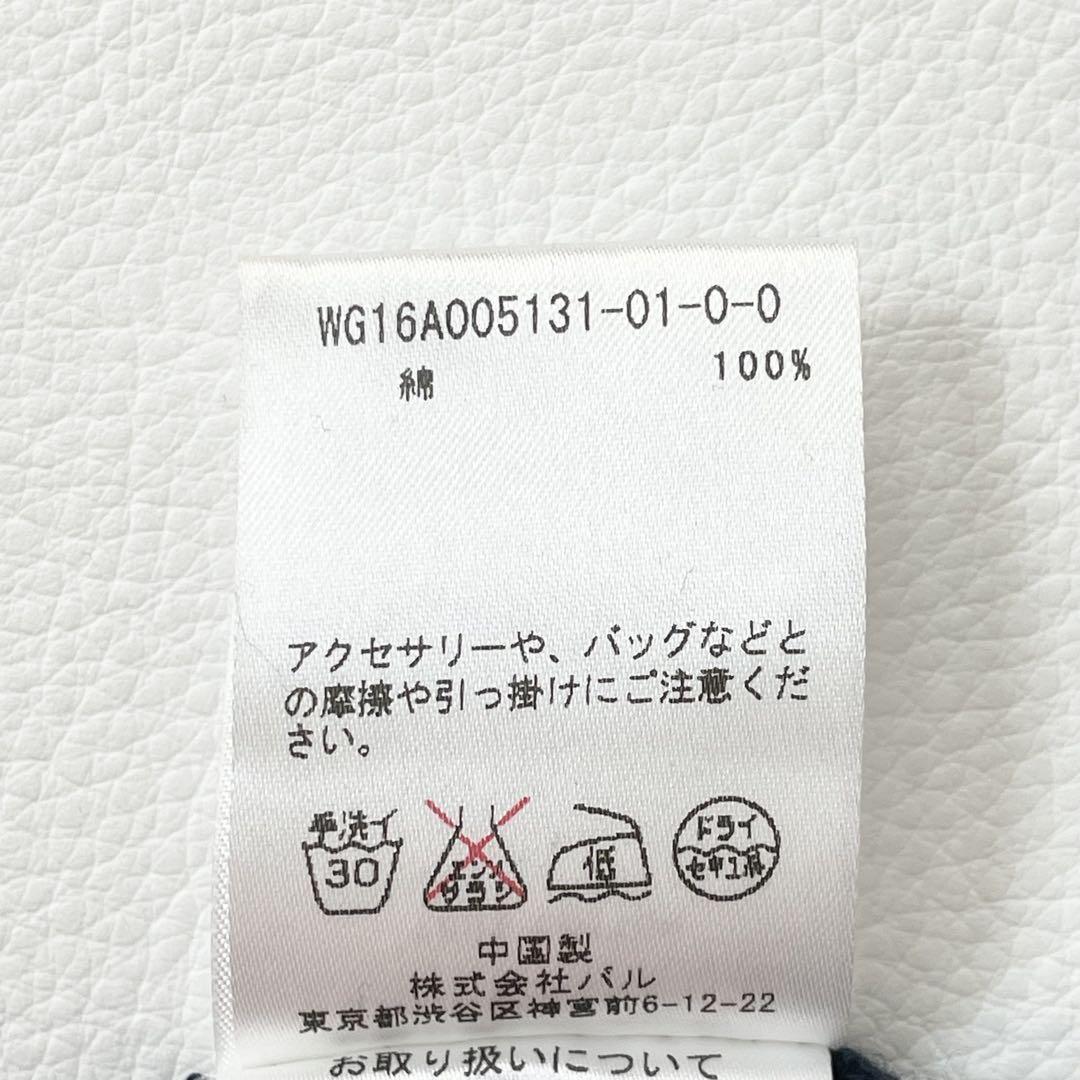 WG16A005131-01-0-0
綿 100%
アクセサリーや、バッグなどと
の摩擦や引っ掛けにご注意くだ
さい。
手洗イ エンソ 低 ドライ
30 サラシ セキユ系
中国製
株式会社バル
東京都渋谷区神宮前6-12-22
お取り扱いについて